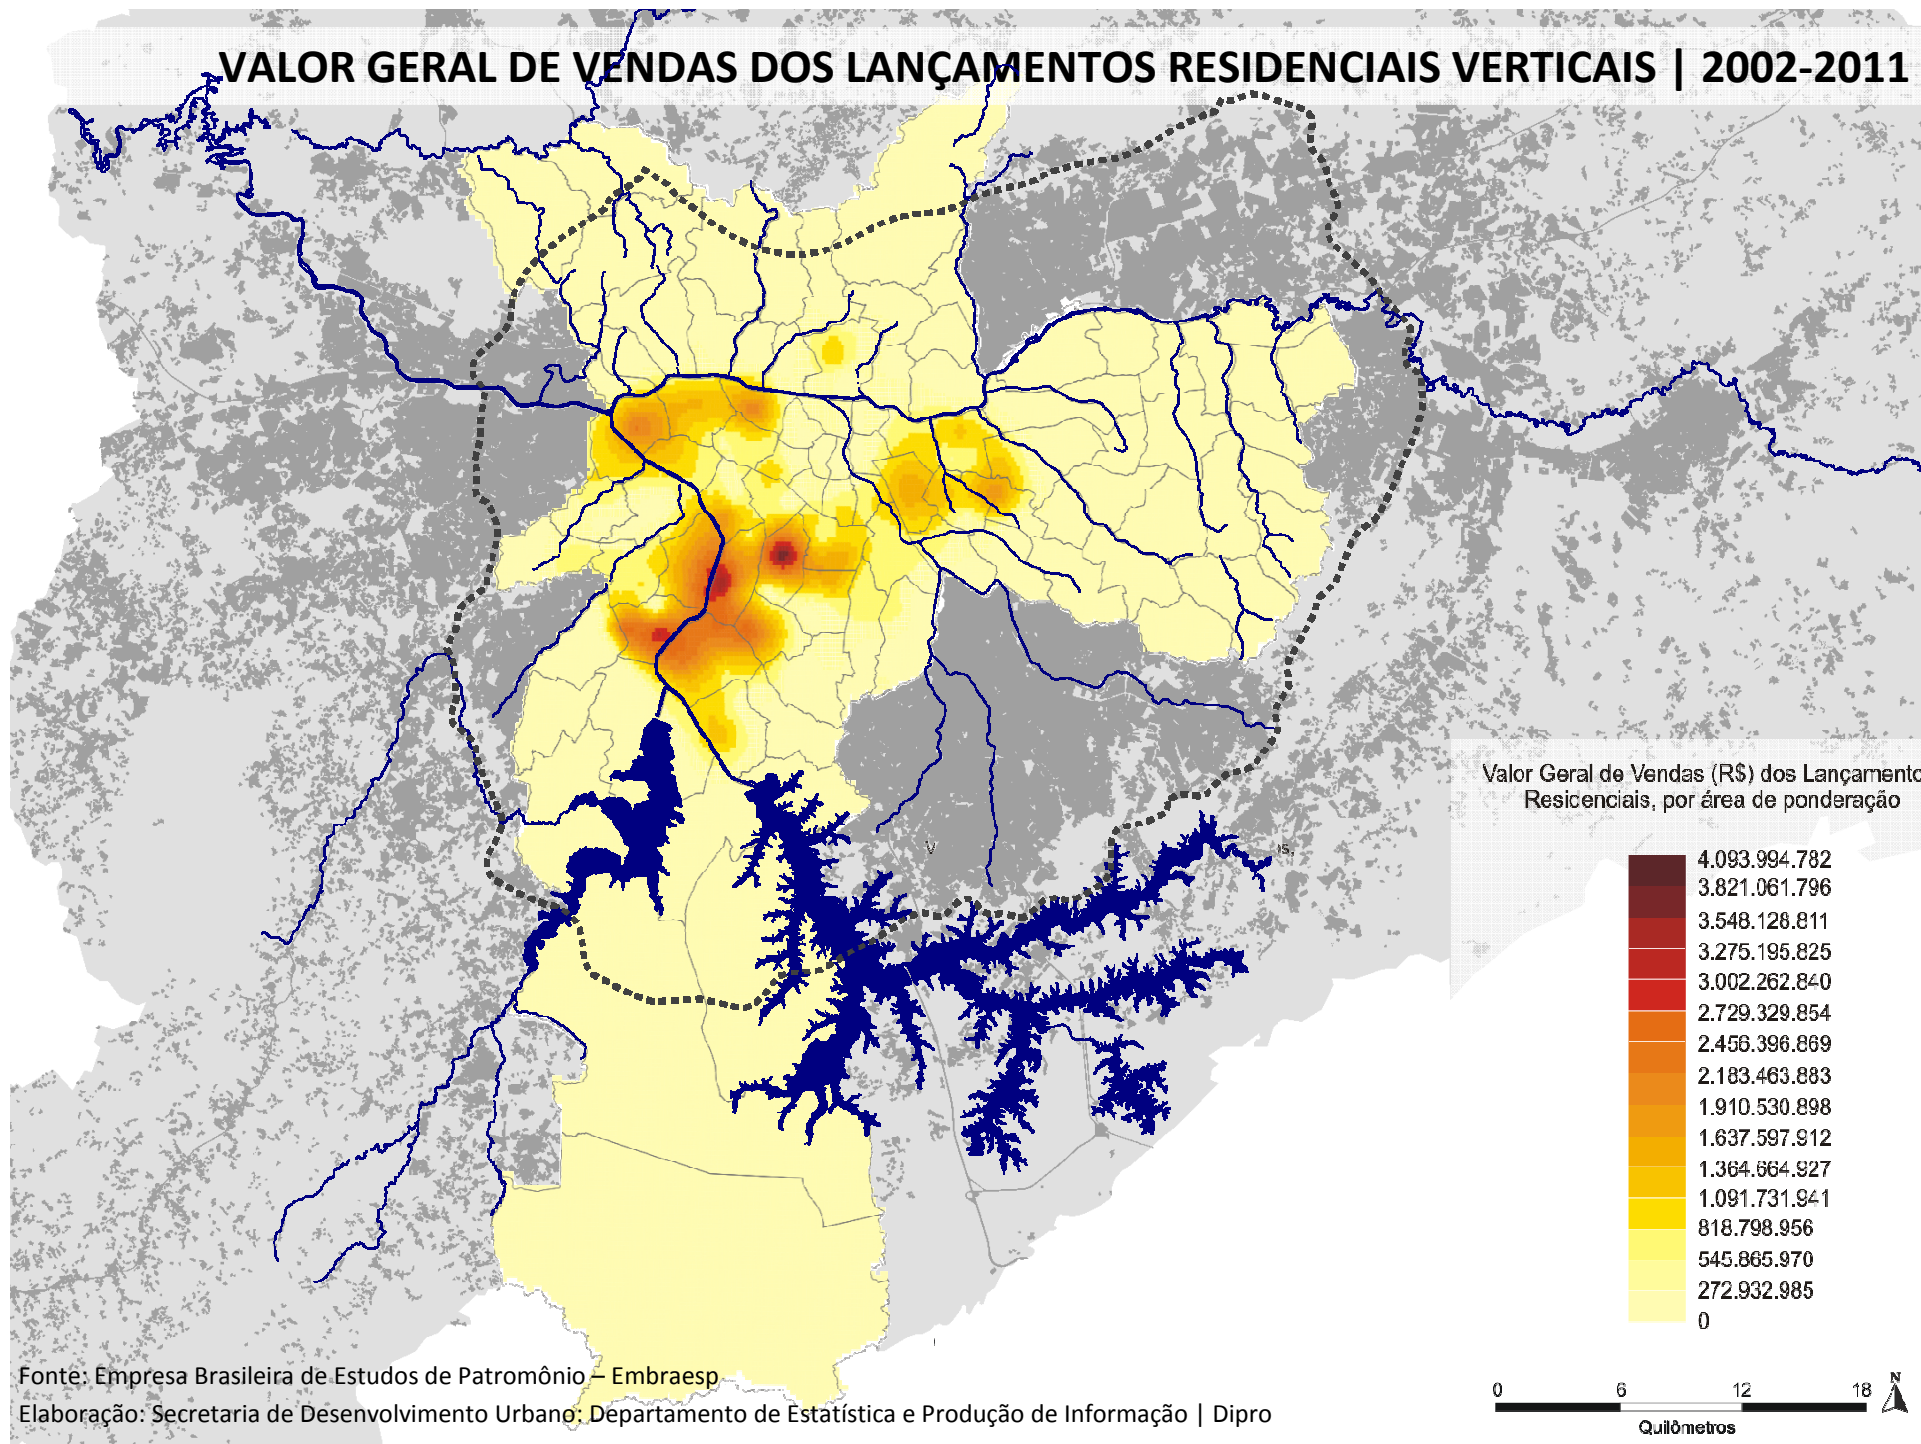 VALOR GERAL DE VENDAS DOS LANÇAMENTOS RESIDENCIAIS VERTICAIS | 2002-2011
Valor Geral de Vendas (R$) dos Lançamento
Residenciais, por área de ponderação
4.093.994.782
3.821.061.796
3.548.128.811
3.275.195.825
3.002.262.840
2.729.329.854
2.456.396.869
2.183.463.883
1.910.530.898
1.637.597.912
1.364.664.927
1.091.731.941
818.798.956
545.865.970
272.932.985
0
Fonte: Empresa Brasileira de Estudos de Patromônio – Embraesp
Elaboração: Secretaria de Desenvolvimento Urbano: Departamento de Estatística e Produção de Informação | Dipro
0 6 12 18
N
Quilômetros